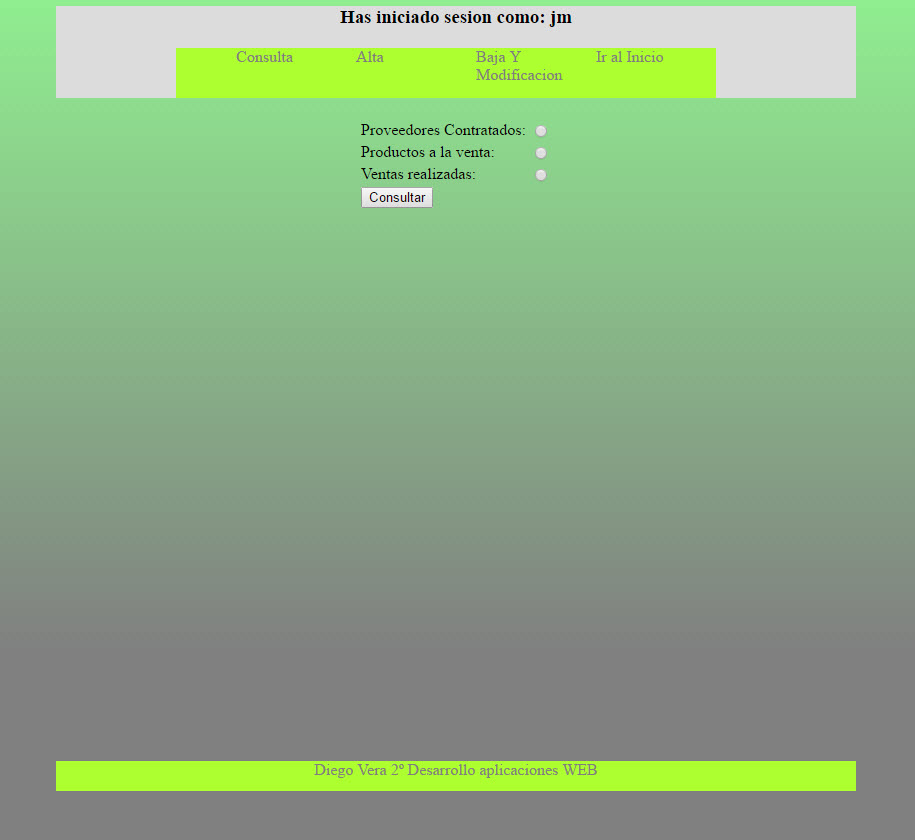 Has iniciado sesion como: jm
Consulta Alta Baja Y Modificacion Ir al Inicio
Proveedores Contratados:
Productos a la venta:
Ventas realizadas:
Consultar
Diego Vera 2º Desarrollo aplicaciones WEB